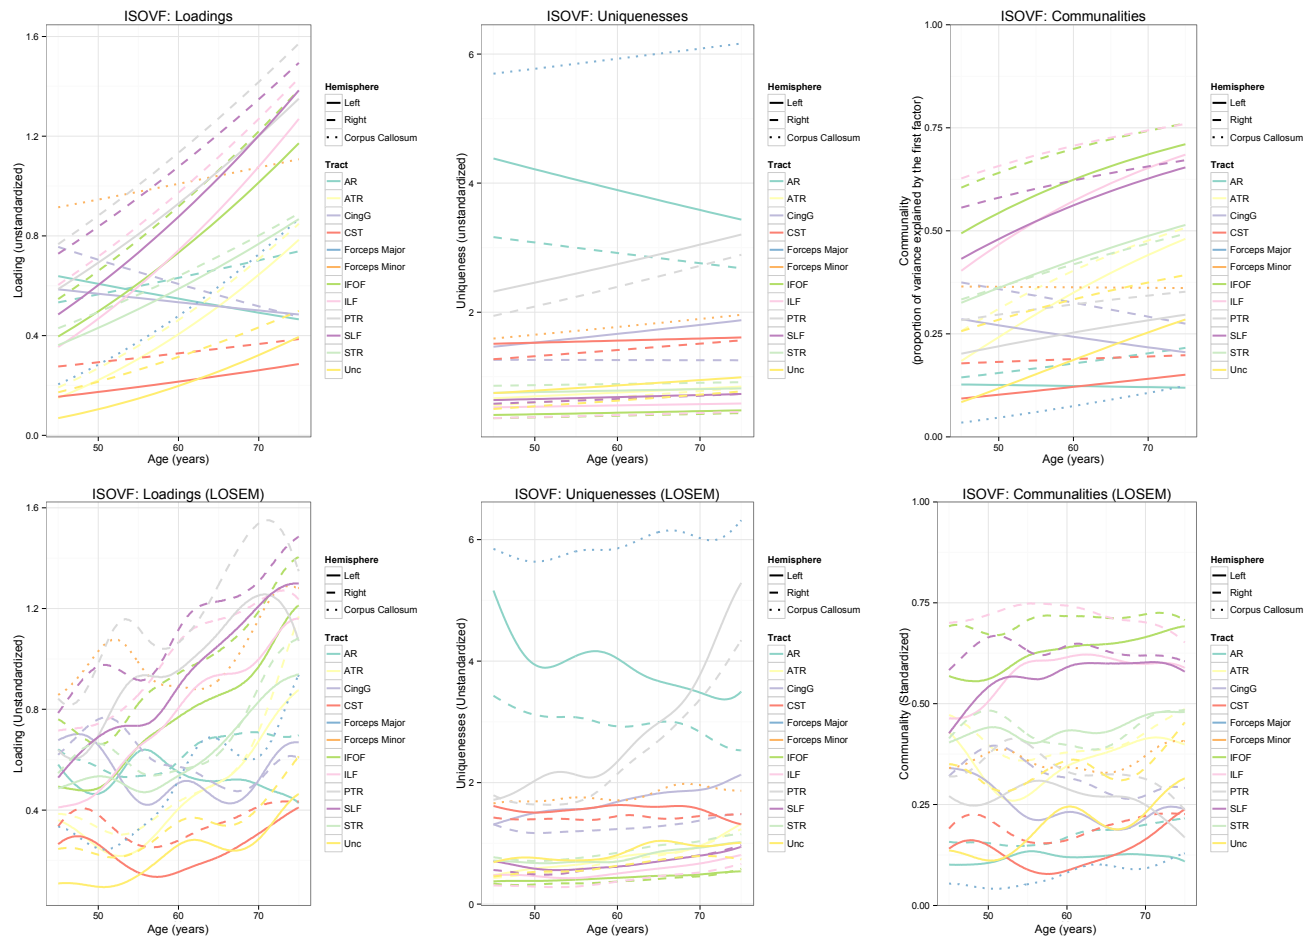 ISOVF: Loadings
Loading (unstandardized)
1.6
1.2
0.8
0.4
0.0
50
60
70
Age (years)
Hemisphere
Left
Right
Corpus Callosum
Tract
AR
ATR
CingG
CST
Forceps Major
Forceps Minor
IFOF
ILF
PTR
SLF
STR
Unc
ISOVF: Uniquenesses
Uniqueness (unstandardized)
6
4
2
50
60
70
Age (years)
Hemisphere
Left
Right
Corpus Callosum
Tract
AR
ATR
CingG
CST
Forceps Major
Forceps Minor
IFOF
ILF
PTR
SLF
STR
Unc
ISOVF: Communalities
Communality
(proportion of variance explained by the first factor)
1.00
0.75
0.50
0.25
0.00
50
60
70
Age (years)
Hemisphere
Left
Right
Corpus Callosum
Tract
AR
ATR
CingG
CST
Forceps Major
Forceps Minor
IFOF
ILF
PTR
SLF
STR
Unc
ISOVF: Loadings (LOSEM)
Loading (Unstandardized)
1.6
1.2
0.8
0.4
50
60
70
Age (years)
Hemisphere
Left
Right
Corpus Callosum
Tract
AR
ATR
CingG
CST
Forceps Major
Forceps Minor
IFOF
ILF
PTR
SLF
STR
Unc
ISOVF: Uniquenesses (LOSEM)
Uniquenesses (Unstandardized)
6
4
2
0
50
60
70
Age (years)
Hemisphere
Left
Right
Corpus Callosum
Tract
AR
ATR
CingG
CST
Forceps Major
Forceps Minor
IFOF
ILF
PTR
SLF
STR
Unc
ISOVF: Communalities (LOSEM)
Communality (Standardized)
1.00
0.75
0.50
0.25
0.00
50
60
70
Age (years)
Hemisphere
Left
Right
Corpus Callosum
Tract
AR
ATR
CingG
CST
Forceps Major
Forceps Minor
IFOF
ILF
PTR
SLF
STR
Unc